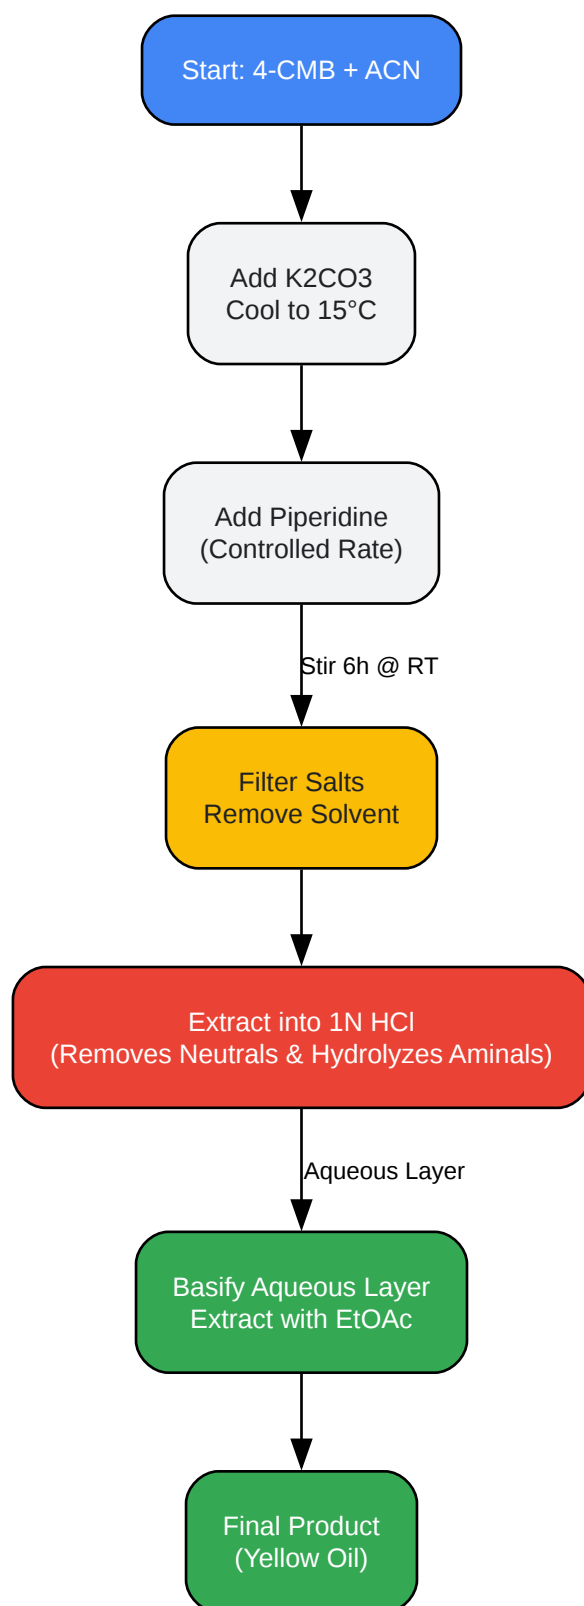 Start: 4-CMB + ACN
Add K2CO3
Cool to 15°C
Add Piperidine
(Controlled Rate)
Stir 6h @ RT
Filter Salts
Remove Solvent
Extract into 1N HCl
(Removes Neutrals & Hydrolyzes Aminals)
Aqueous Layer
Basify Aqueous Layer
Extract with EtOAc
Final Product
(Yellow Oil)